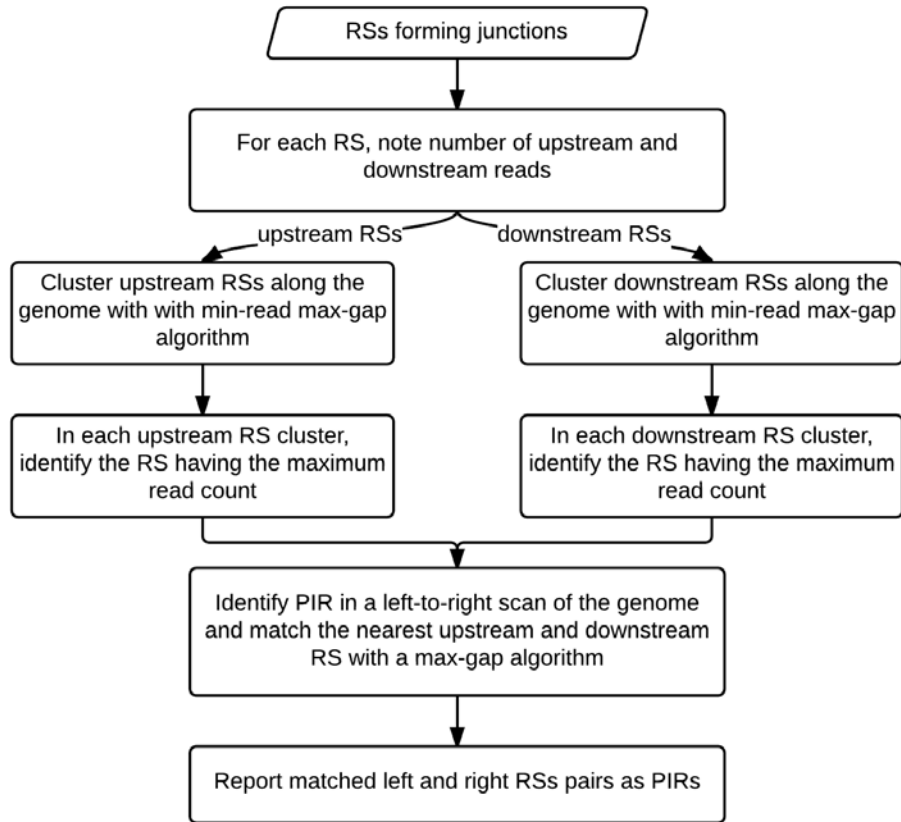 RSs forming junctions
For each RS, note number of upstream and
downstream reads
upstream RSs
downstream RSs
Cluster upstream RSs along the
genome with with min-read max-gap
algorithm
Cluster downstream RSs along the
genome with with min-read max-gap
algorithm
In each upstream RS cluster,
identify the RS having the maximum
read count
In each downstream RS cluster,
identify the RS having the maximum
read count
Identify PIR in a left-to-right scan of the genome
and match the nearest upstream and downstream
RS with a max-gap algorithm
Report matched left and right RSs pairs as PIRs